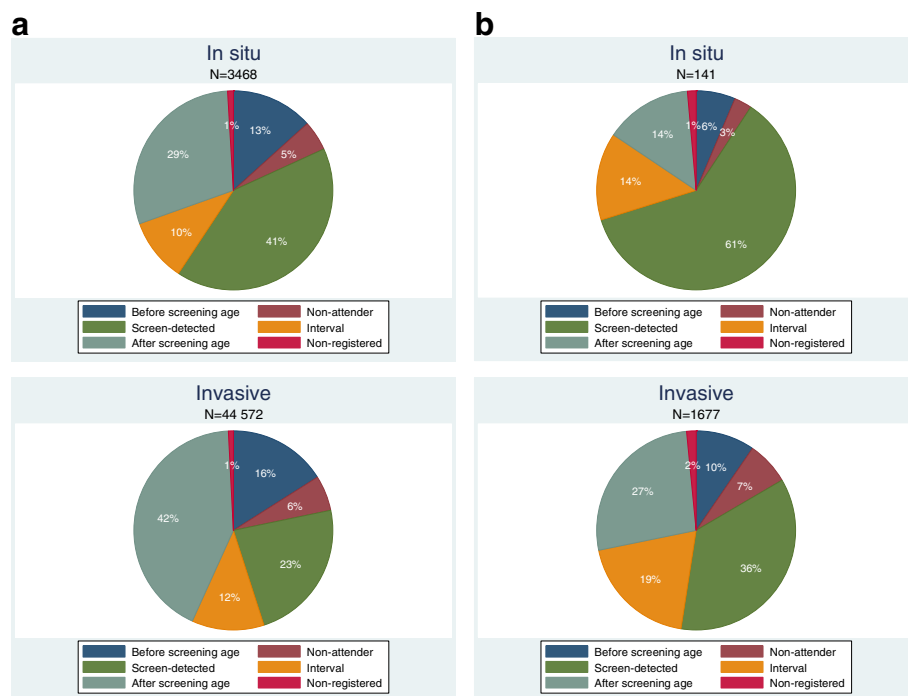 a
In situ
N=3468
1%
13%
5%
29%
10%
41%
Before screening age Non-attender
Screen-detected Interval
After screening age Non-registered
Invasive
N=44 572
1%
16%
6%
42%
23%
12%
Before screening age Non-attender
Screen-detected Interval
After screening age Non-registered
b
In situ
N=141
1%
6%
3%
14%
14%
61%
Before screening age Non-attender
Screen-detected Interval
After screening age Non-registered
Invasive
N=1677
2%
10%
7%
27%
36%
19%
Before screening age Non-attender
Screen-detected Interval
After screening age Non-registered